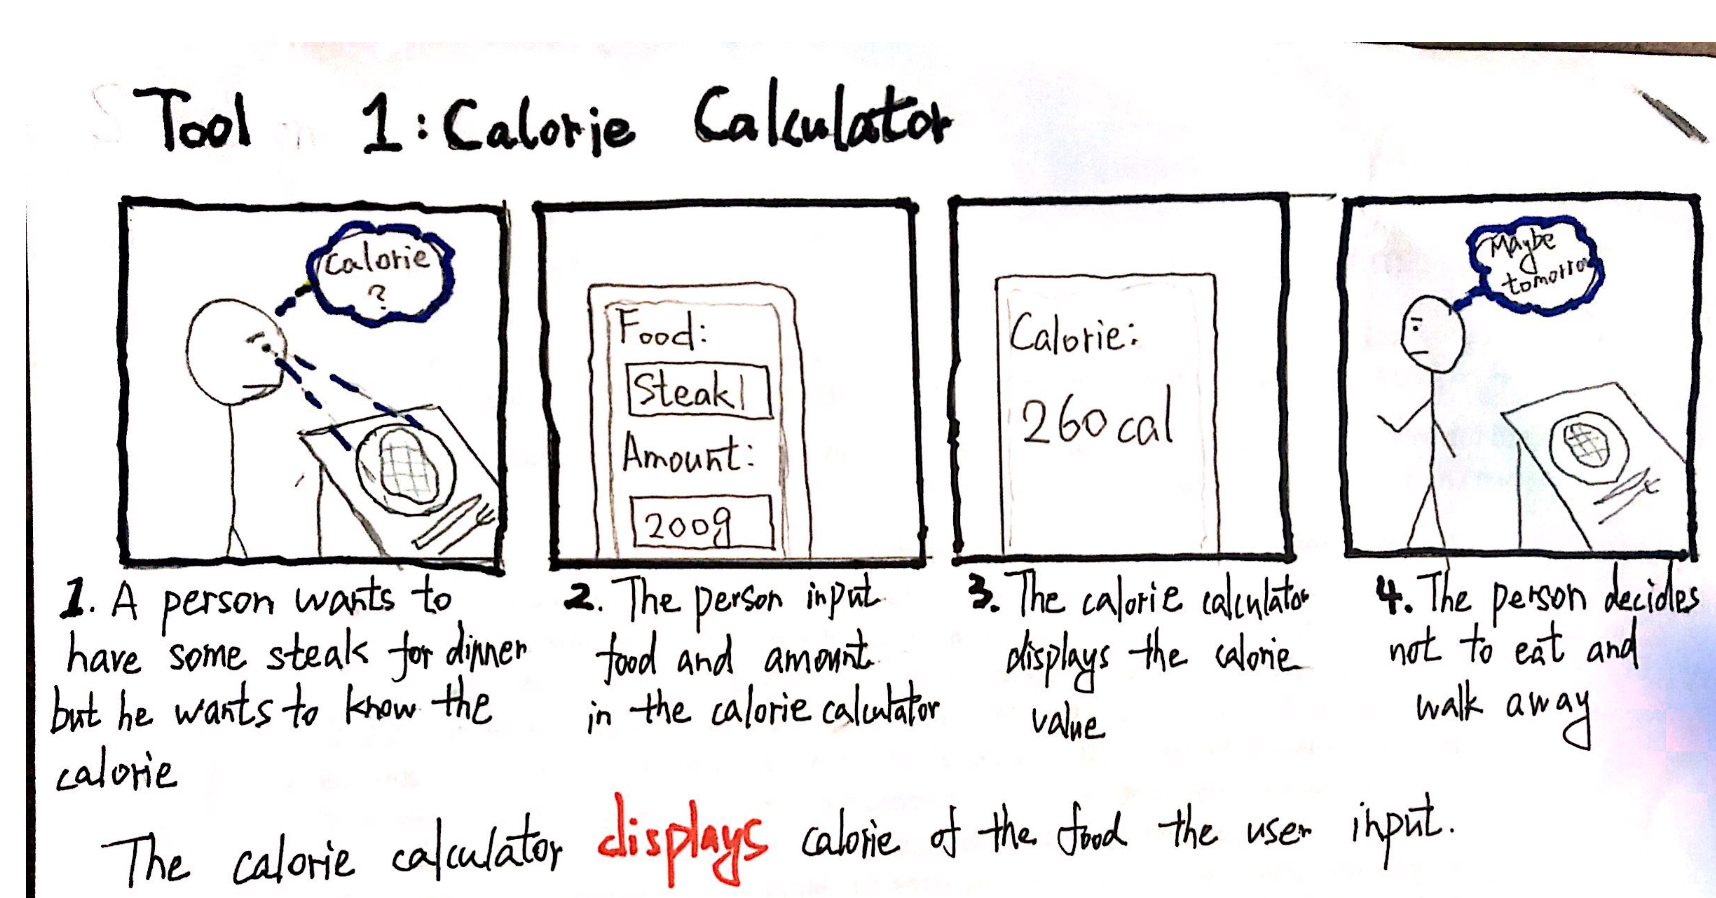 Tool 1: Calorie Calculator
Calorie
?
Food:
Steak
Amount:
200g
Calorie:
260 cal
Maybe
tomorro
1. A person wants to
have some steak for dinner
but he wants to know the
calorie
2. The person input
food and amount
in the calorie calculator
3. The calorie calculator
displays the calorie
value
4. The person decides
not to eat and
walk away
The calorie calculator displays calorie of the food the user input.